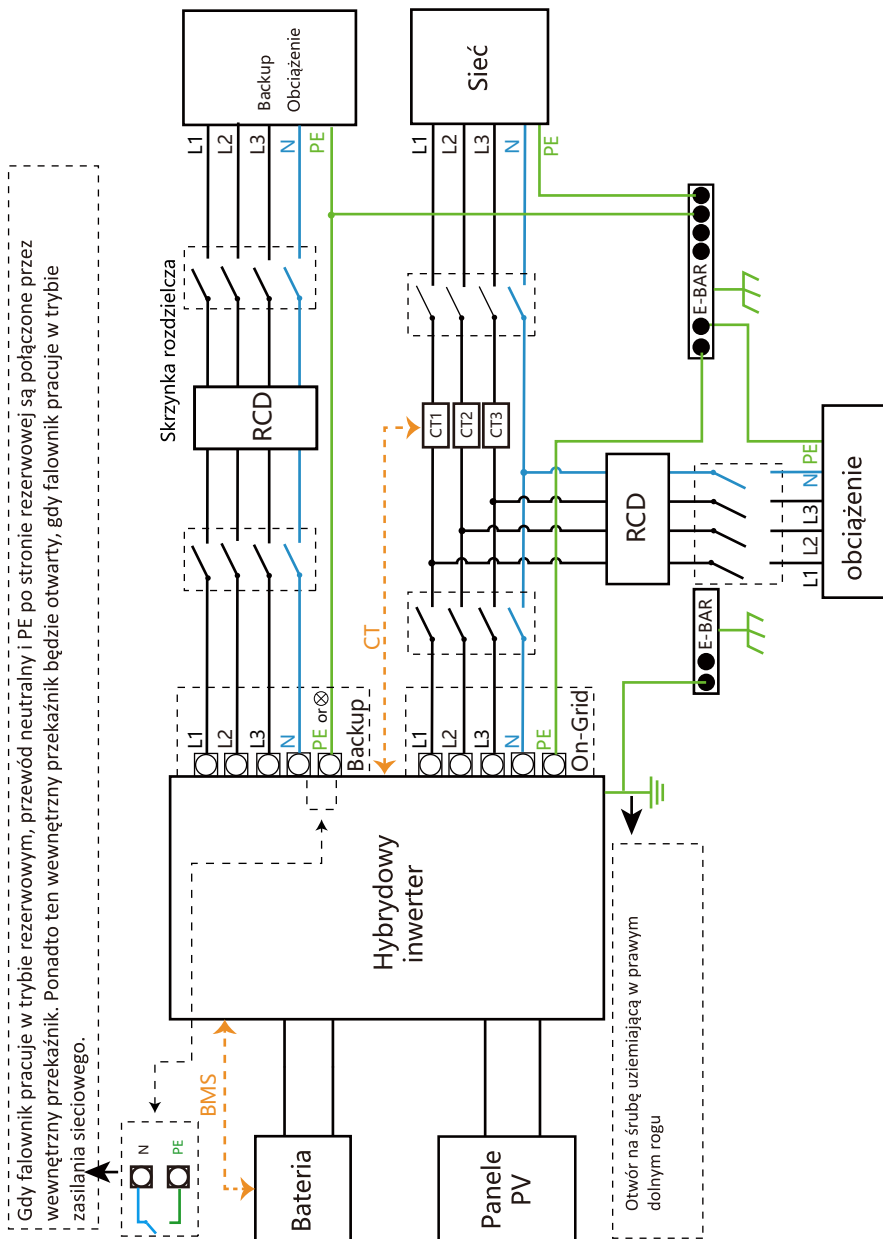 Gdy falownik pracuje w trybie rezerwowym, przewód neutralny i PE po stronie rezerwowej są połączone przez
wewnętrzny przekaźnik. Ponadto ten wewnętrzny przekaźnik będzie otwarty, gdy falownik pracuje w trybie
zasilania sieciowego.
N
PE
Bateria
BMS
Panele
PV
Hybrydowy
inwerter
Otwór na śrubę uziemiającą w prawym
dolnym rogu
L1
L2
L3
N
PE or
Backup
CT
L1
L2
L3
N
PE
On-Grid
E-BAR
Skrzynka rozdzielcza
RCD
CT1
CT2
CT3
RCD
L1
L2
L3
N
PE
obciążenie
E-BAR
L1
L2
L3
N
PE
Backup
Obciążenie
L1
L2
L3
N
PE
Sieć